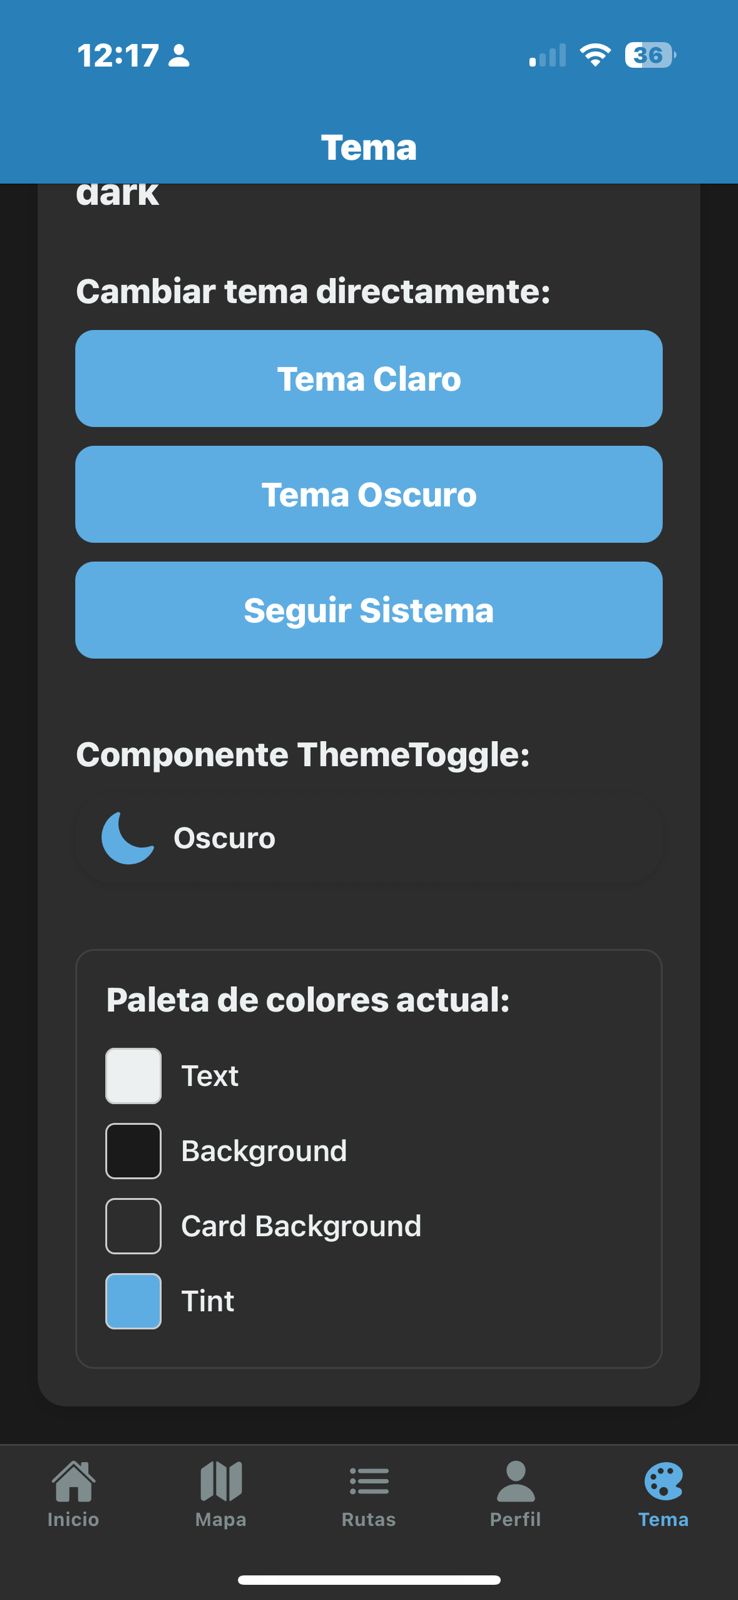 12:17
36
Tema
dark
Cambiar tema directamente:
Tema Claro
Tema Oscuro
Seguir Sistema
Componente ThemeToggle:
Oscuro
Paleta de colores actual:
Text
Background
Card Background
Tint
Inicio
Mapa
Rutas
Perfil
Tema